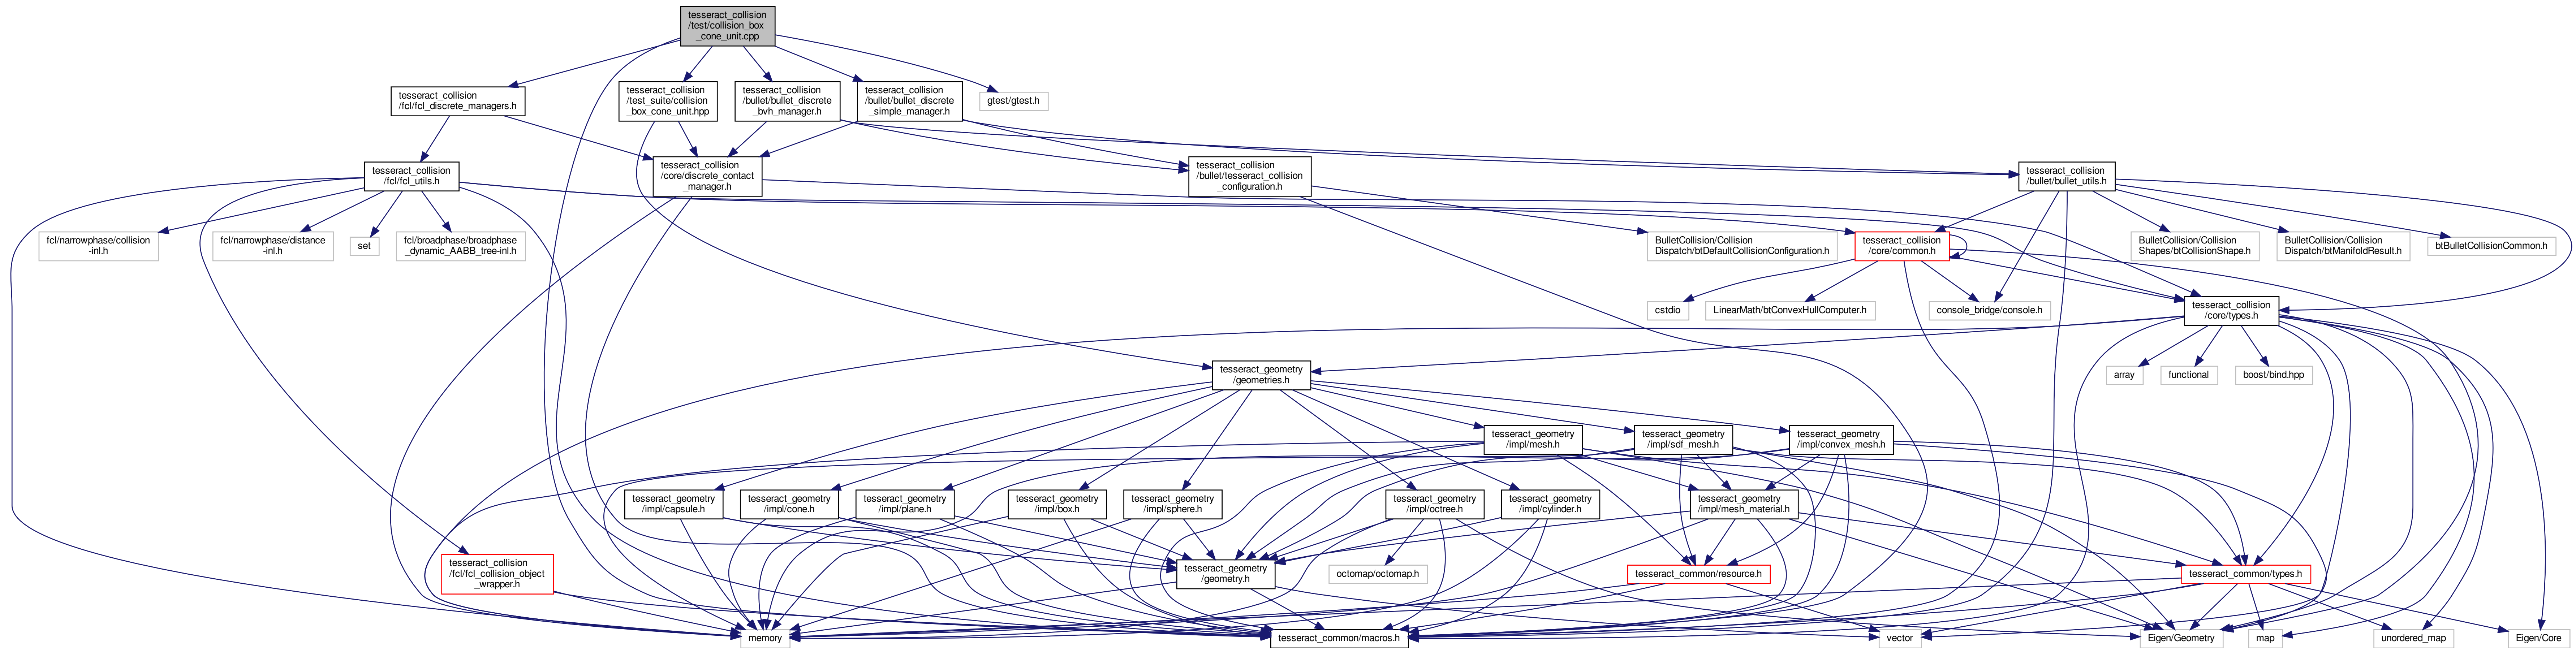 tesseract_collision
/test/collision_box
_cone_unit.cpp
tesseract_collision
/fcl/fcl_discrete_managers.h
tesseract_collision
/test_suite/collision
_box_cone_unit.hpp
tesseract_collision
/bullet/bullet_discrete
_bvh_manager.h
tesseract_collision
/bullet/bullet_discrete
_simple_manager.h
gtest/gtest.h
tesseract_collision
/fcl/fcl_utils.h
tesseract_collision
/core/discrete_contact
_manager.h
tesseract_collision
/bullet/tesseract_collision
_configuration.h
tesseract_collision
/bullet/bullet_utils.h
fcl/narrowphase/collision
-inl.h
fcl/narrowphase/distance
-inl.h
set
fcl/broadphase/broadphase
_dynamic_AABB_tree-inl.h
BulletCollision/Collision
Dispatch/btDefaultCollisionConfiguration.h
tesseract_collision
/core/common.h
BulletCollision/Collision
Shapes/btCollisionShape.h
BulletCollision/Collision
Dispatch/btManifoldResult.h
btBulletCollisionCommon.h
cstdio
LinearMath/btConvexHullComputer.h
console_bridge/console.h
tesseract_collision
/core/types.h
tesseract_geometry
/geometries.h
array
functional
boost/bind.hpp
tesseract_geometry
/impl/mesh.h
tesseract_geometry
/impl/sdf_mesh.h
tesseract_geometry
/impl/convex_mesh.h
tesseract_geometry
/impl/capsule.h
tesseract_geometry
/impl/cone.h
tesseract_geometry
/impl/plane.h
tesseract_geometry
/impl/box.h
tesseract_geometry
/impl/sphere.h
tesseract_geometry
/impl/octree.h
tesseract_geometry
/impl/cylinder.h
tesseract_geometry
/impl/mesh_material.h
tesseract_collision
/fcl/fcl_collision_object
_wrapper.h
tesseract_geometry
/geometry.h
octomap/octomap.h
tesseract_common/resource.h
tesseract_common/types.h
memory
tesseract_common/macros.h
vector
Eigen/Geometry
map
unordered_map
Eigen/Core